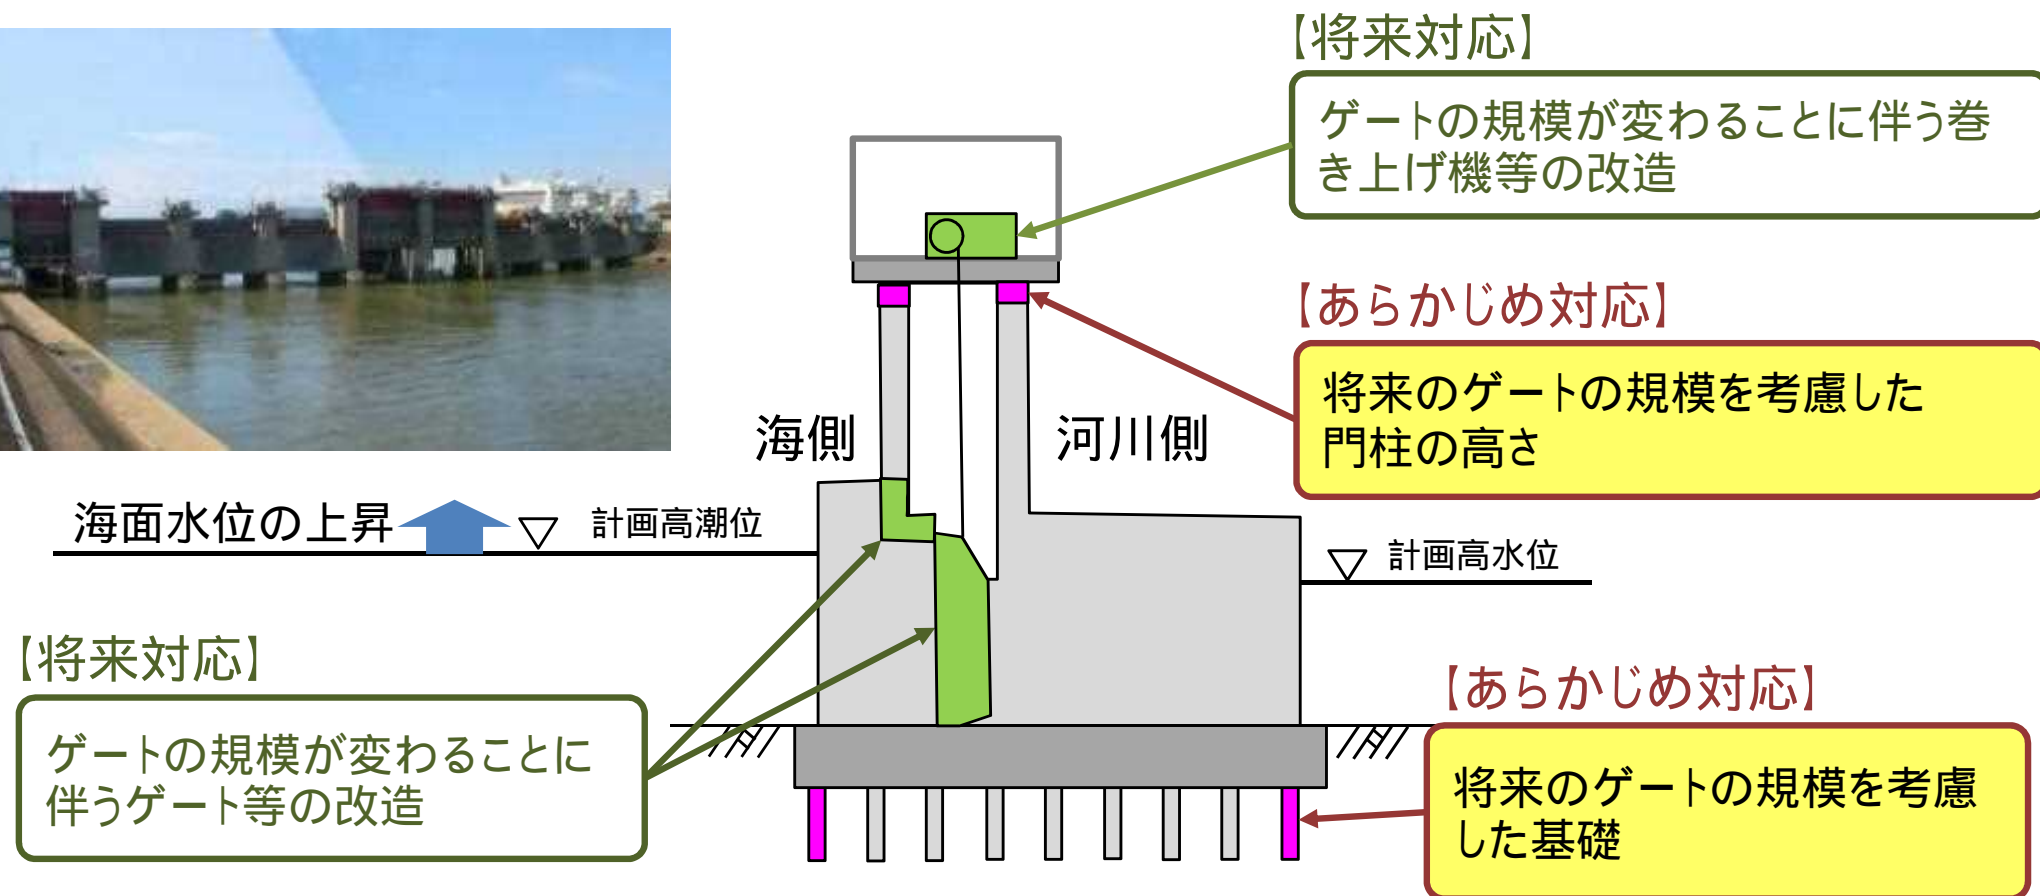 【将来対応】
ゲートの規模が変わることに伴う巻
き上げ機等の改造
【あらかじめ対応】
将来のゲートの規模を考慮した
門柱の高さ
海側
河川側
海面水位の上昇
計画高潮位
計画高水位
【将来対応】
ゲートの規模が変わることに
伴うゲート等の改造
【あらかじめ対応】
将来のゲートの規模を考慮
した基礎